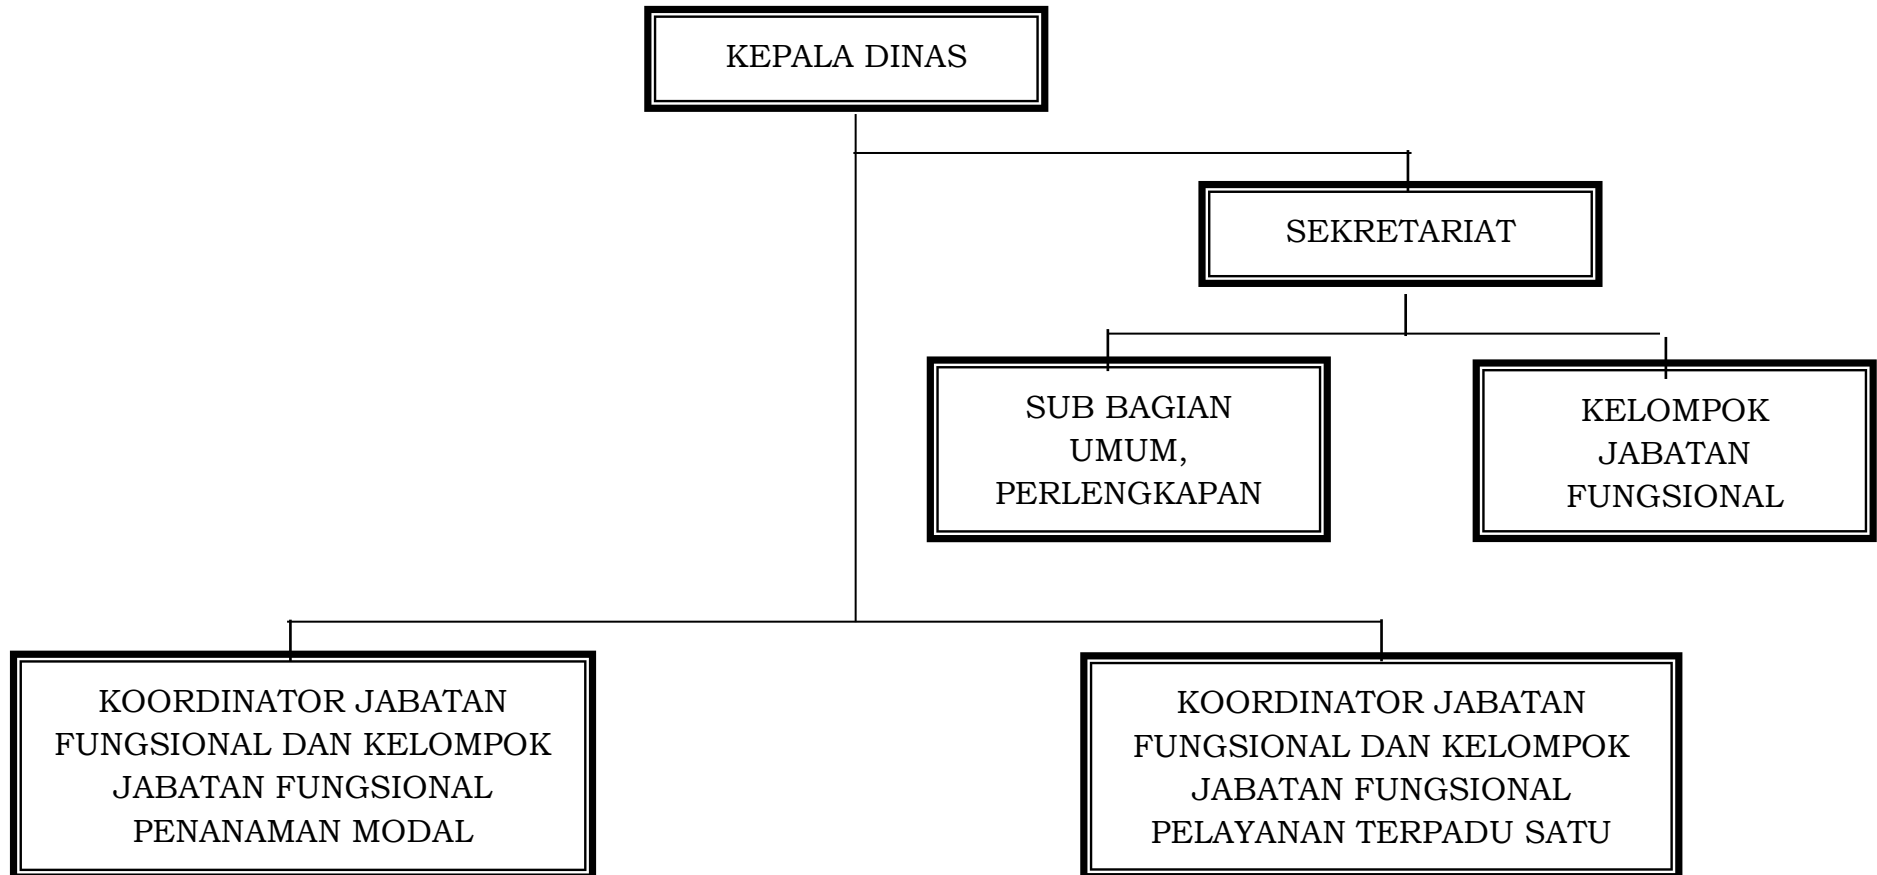 KEPALA DINAS
SEKRETARIAT
SUB BAGIAN
UMUM,
PERLENGKAPAN
KELOMPOK
JABATAN
FUNGSIONAL
KOORDINATOR JABATAN
FUNGSIONAL DAN KELOMPOK
JABATAN FUNGSIONAL
PENANAMAN MODAL
KOORDINATOR JABATAN
FUNGSIONAL DAN KELOMPOK
JABATAN FUNGSIONAL
PELAYANAN TERPADU SATU